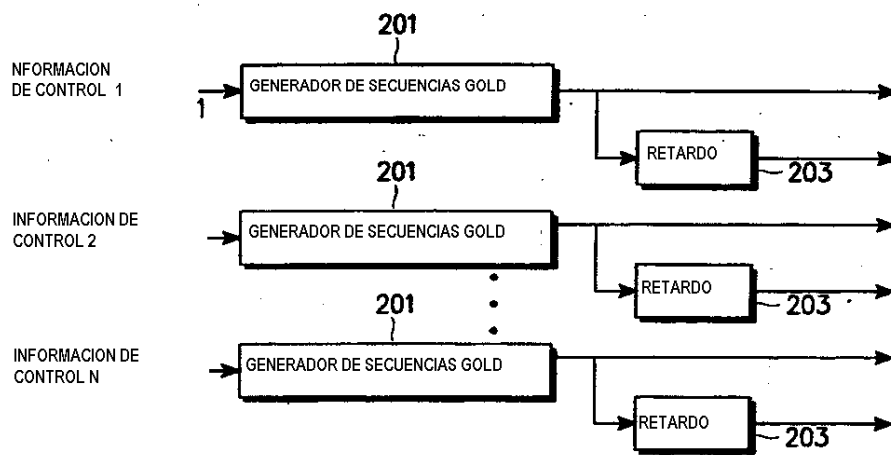 201
NFORMACION
DE CONTROL 1
1
GENERADOR DE SECUENCIAS GOLD
RETARDO
203
201
INFORMACION DE
CONTROL 2
GENERADOR DE SECUENCIAS GOLD
RETARDO
203
201
INFORMACION DE
CONTROL N
GENERADOR DE SECUENCIAS GOLD
RETARDO
203